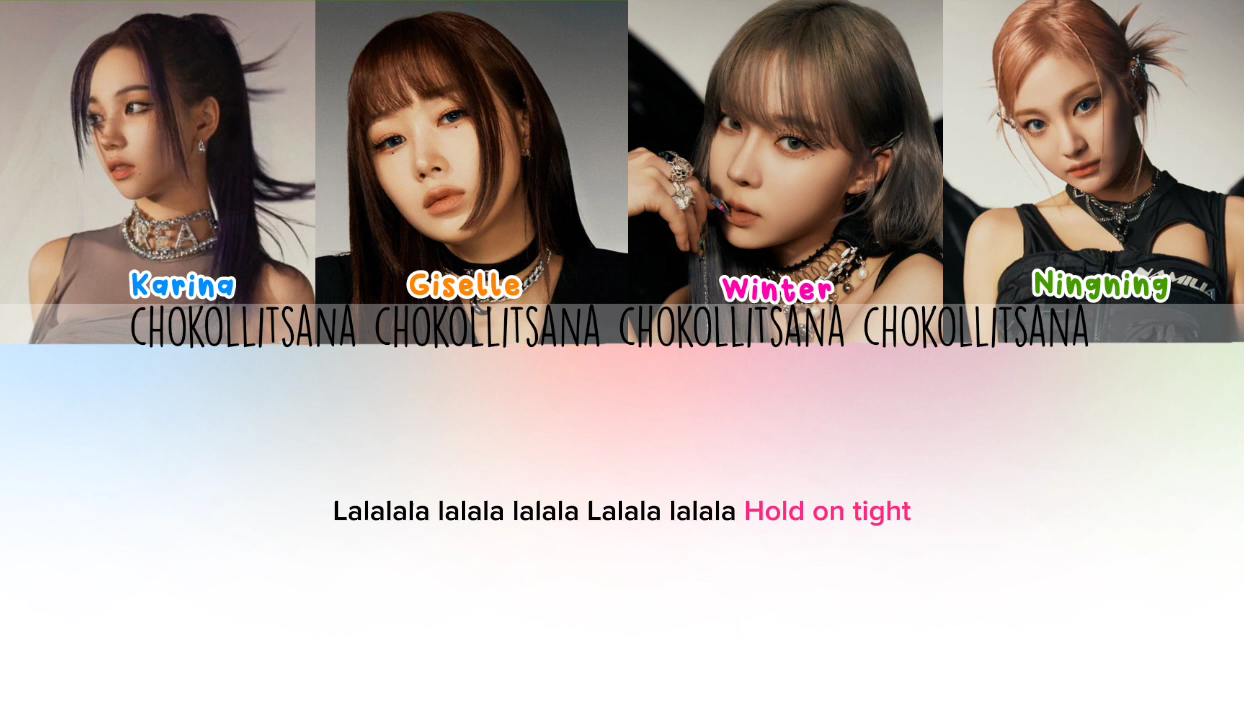 Karina
Giselle
Winter
Ningning
CHOKOLLITSANA CHOKOLLITSANA CHOKOLLITSANA CHOKOLLITSANA
Lalalala lalala lalala Lalala lalala Hold on tight